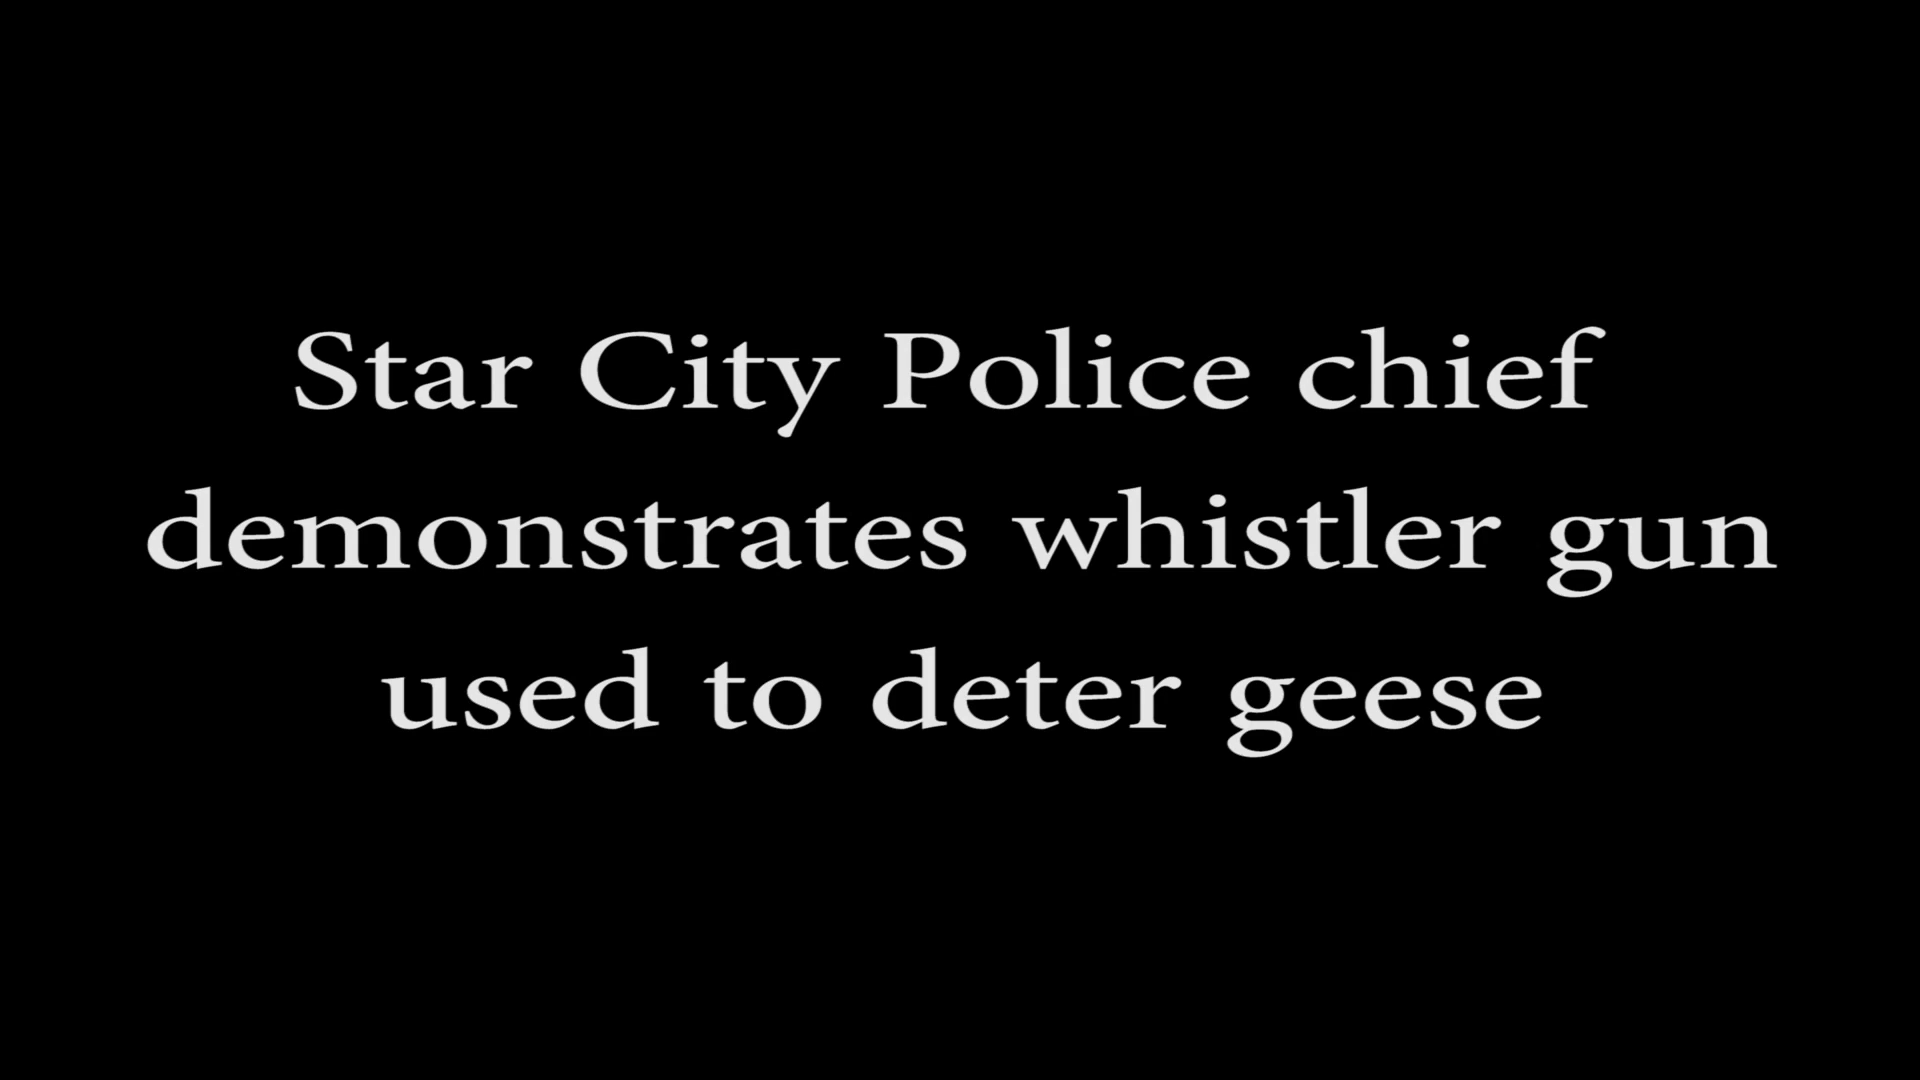 Star City Police chief
demonstrates whistler gun
used to deter geese